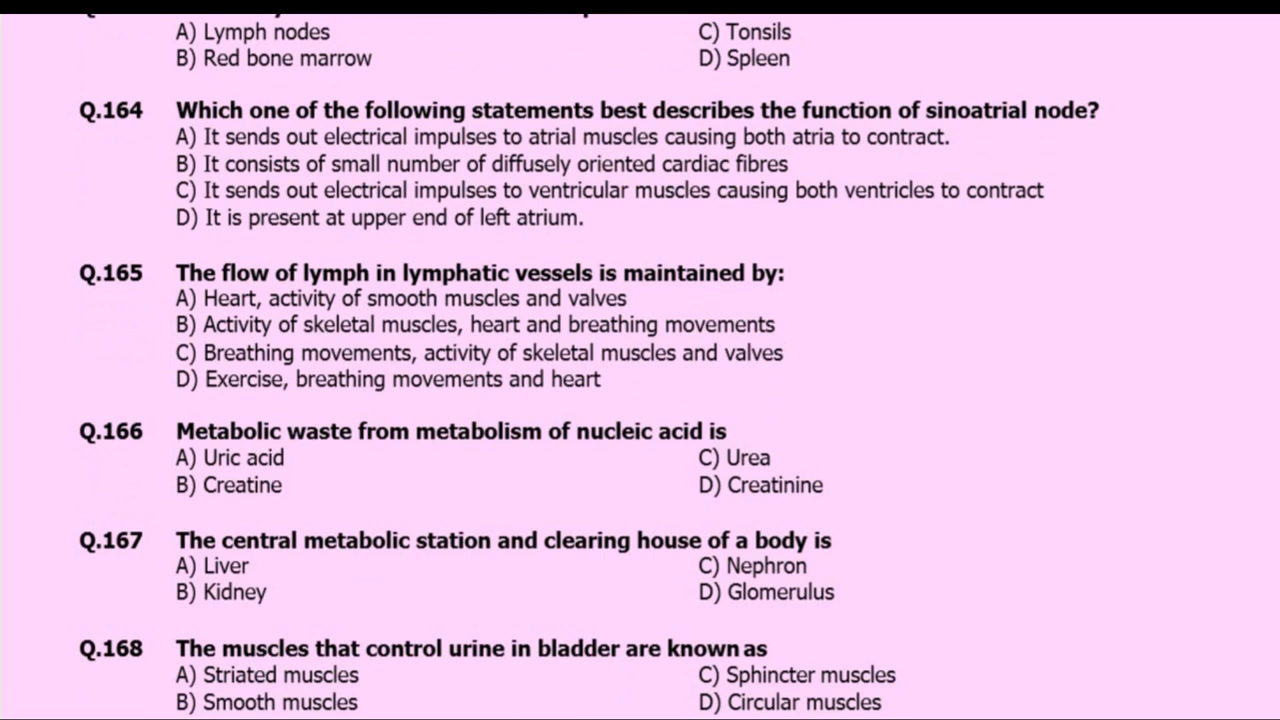 A) Lymph nodes C) Tonsils
B) Red bone marrow D) Spleen
Q.164 Which one of the following statements best describes the function of sinoatrial node?
A) It sends out electrical impulses to atrial muscles causing both atria to contract.
B) It consists of small number of diffusely oriented cardiac fibres
C) It sends out electrical impulses to ventricular muscles causing both ventricles to contract
D) It is present at upper end of left atrium.
Q.165 The flow of lymph in lymphatic vessels is maintained by:
A) Heart, activity of smooth muscles and valves
B) Activity of skeletal muscles, heart and breathing movements
C) Breathing movements, activity of skeletal muscles and valves
D) Exercise, breathing movements and heart
Q.166 Metabolic waste from metabolism of nucleic acid is
A) Uric acid C) Urea
B) Creatine D) Creatinine
Q.167 The central metabolic station and clearing house of a body is
A) Liver C) Nephron
B) Kidney D) Glomerulus
Q.168 The muscles that control urine in bladder are known as
A) Striated muscles C) Sphincter muscles
B) Smooth muscles D) Circular muscles